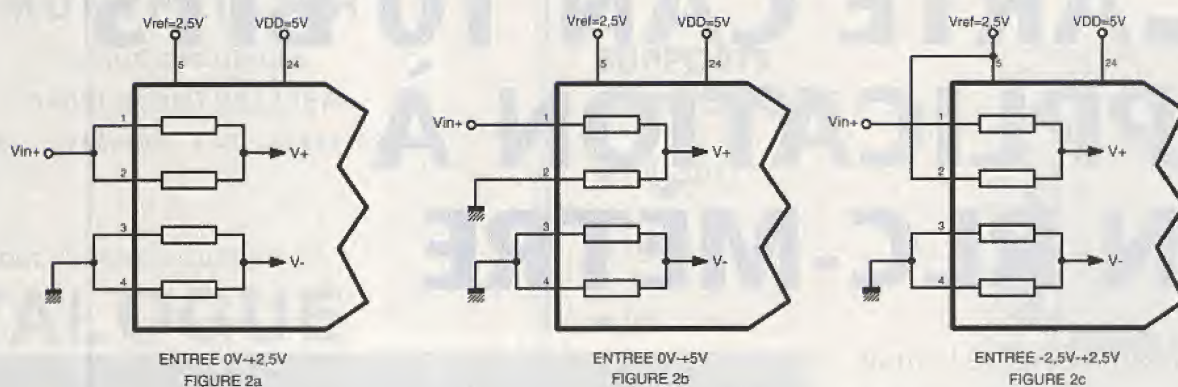 Vref=2,5V VDD=5V
5 24
1
Vin+ V+
2
3
V-
4
ENTREE 0V-+2,5V
FIGURE 2a
Vref=2,5V VDD=5V
5 24
1
Vin+ V+
2
3
V-
4
ENTREE 0V-+5V
FIGURE 2b
Vref=2,5V VDD=5V
5 24
1
Vin+ V+
2
3
V-
4
ENTREE -2,5V-+2,5V
FIGURE 2c